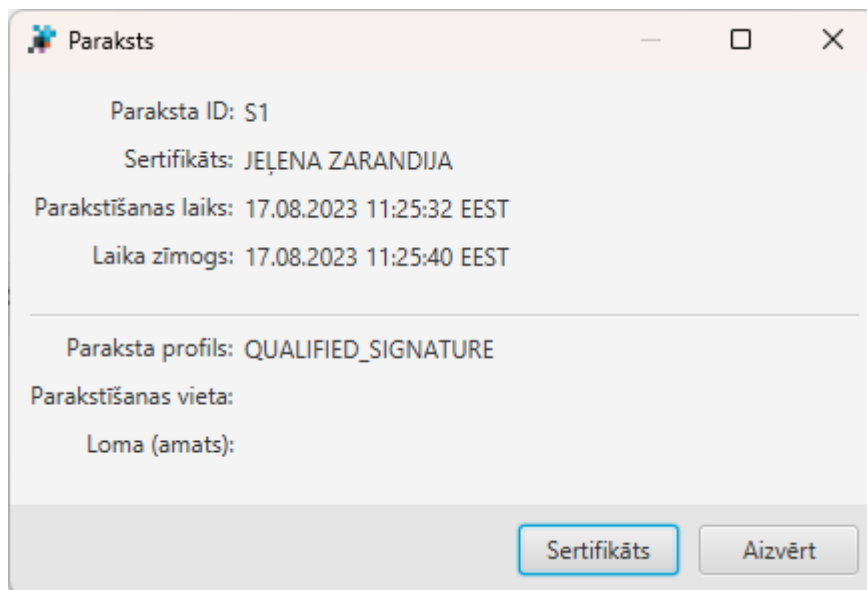 Paraksts
Paraksta ID: S1
Sertifikāts: JEĻENA ZARANDIJA
Parakstīšanas laiks: 17.08.2023 11:25:32 EEST
Laika zīmogs: 17.08.2023 11:25:40 EEST
Paraksta profils: QUALIFIED_SIGNATURE
Parakstīšanas vieta:
Loma (amats):
Sertifikāts Aizvērt